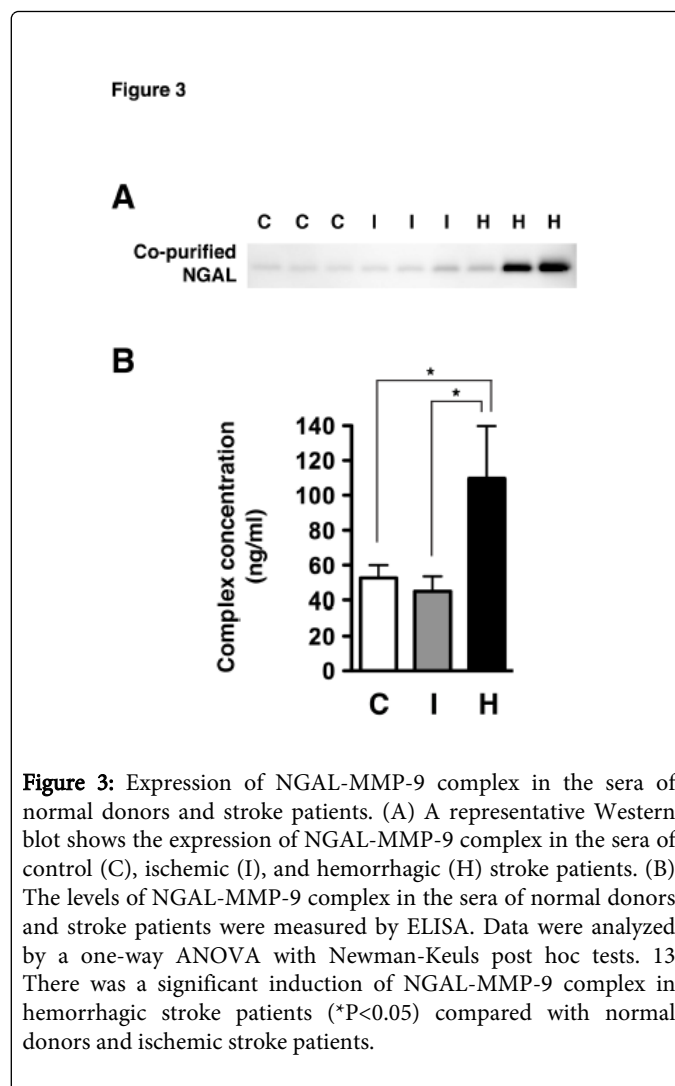 Figure 3
A
C C C I I I H H H
Co-purified
NGAL
B
* 
*
Complex concentration
(ng/ml)
140
120
100
80
60
40
20
0
C I H
Figure 3: Expression of NGAL-MMP-9 complex in the sera of
normal donors and stroke patients. (A) A representative Western
blot shows the expression of NGAL-MMP-9 complex in the sera of
control (C), ischemic (I), and hemorrhagic (H) stroke patients. (B)
The levels of NGAL-MMP-9 complex in the sera of normal donors
and stroke patients were measured by ELISA. Data were analyzed
by a one-way ANOVA with Newman-Keuls post hoc tests. 13
There was a significant induction of NGAL-MMP-9 complex in
hemorrhagic stroke patients (*P<0.05) compared with normal
donors and ischemic stroke patients.